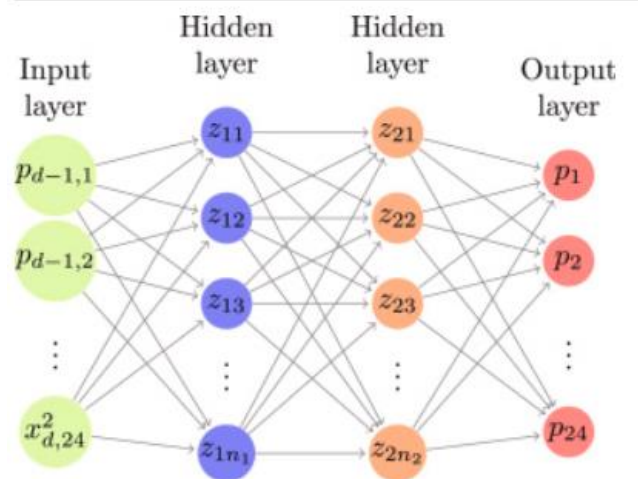 Hidden layer
Hidden layer
Input layer
Output layer
p_{d-1,1}
p_{d-1,2}
⋮
x^2_{d,24}
z_{11}
z_{12}
z_{13}
⋮
z_{1n_1}
z_{21}
z_{22}
z_{23}
⋮
z_{2n_2}
p_1
p_2
⋮
p_{24}